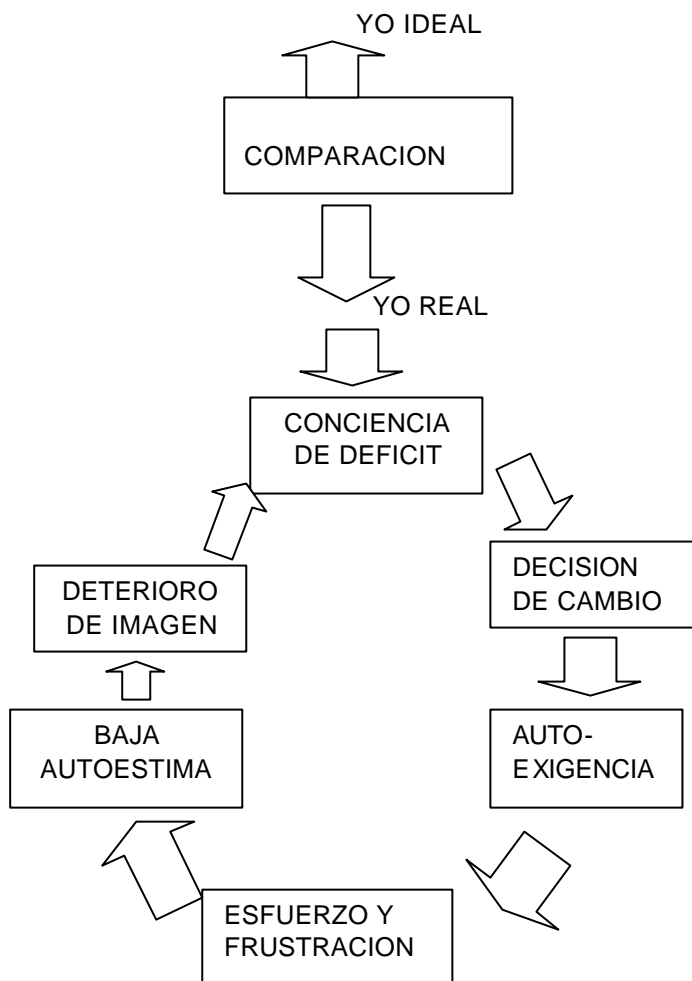 YO IDEAL
COMPARACION
YO REAL
CONCIENCIA
DE DEFICIT
DECISION
DE CAMBIO
AUTO-
EXIGENCIA
ESFUERZO Y
FRUSTRACION
BAJA
AUTOESTIMA
DETERIORO
DE IMAGEN